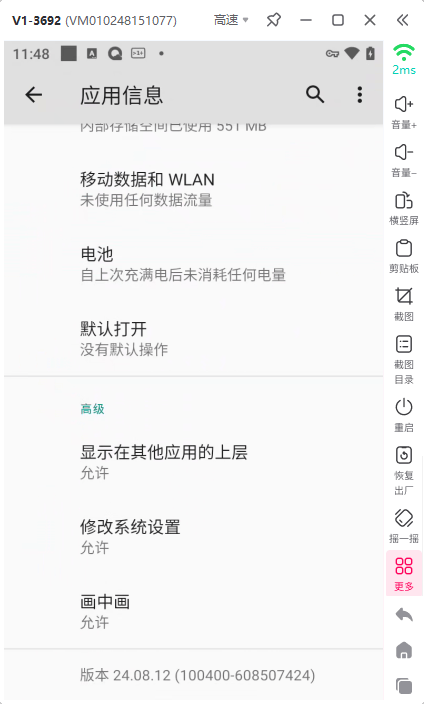 V1-3692 (VM010248151077) 高速
11:48
2ms
应用信息
内部存储空间已使用 551 MB
移动数据和 WLAN
未使用任何数据流量
电池
自上次充满电后未消耗任何电量
默认打开
没有默认操作
高级
显示在其他应用的上层
允许
修改系统设置
允许
画中画
允许
版本 24.08.12 (100400-608507424)
音量+
音量-
横竖屏
剪贴板
截图
截图
目录
重启
恢复
出厂
摇一摇
更多